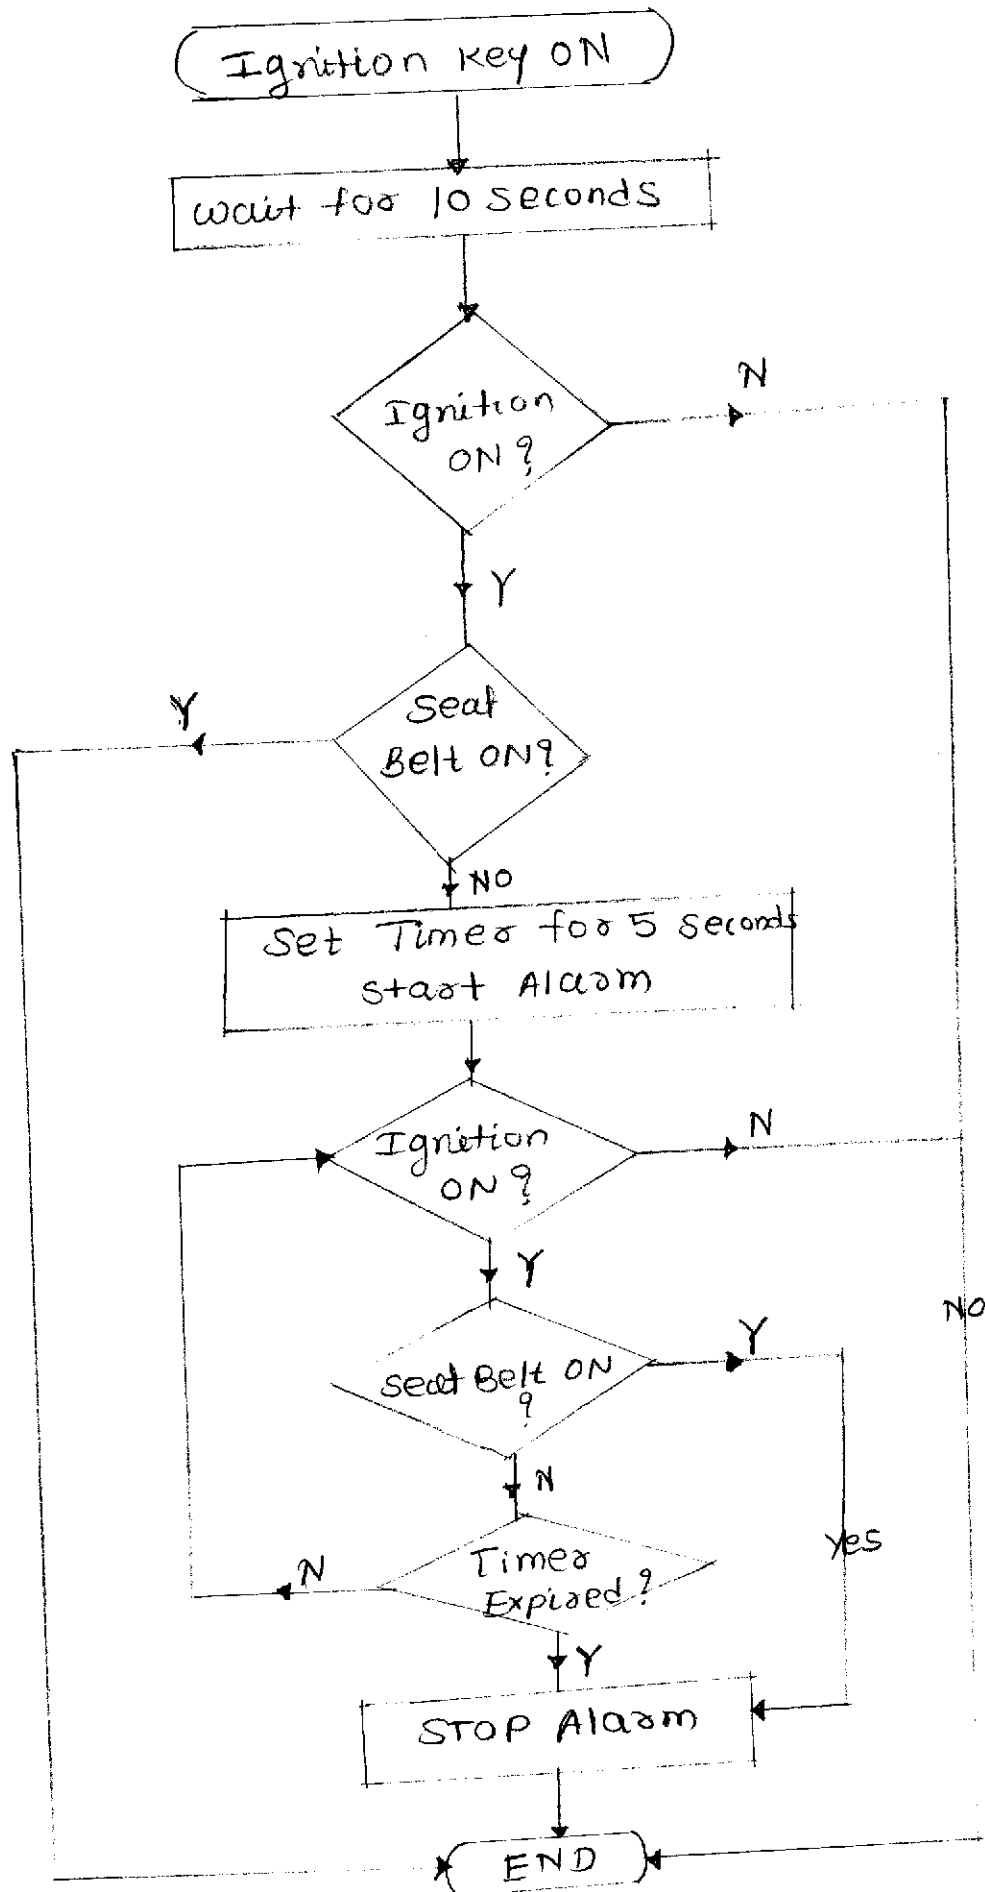 Ignition Key ON
wait for 10 seconds
Ignition
ON?
N
Y
Seat
Belt ON?
Y
NO
Set Timer for 5 seconds
start Alarm
Ignition
ON?
N
Y
NO
Seat Belt ON
?
Y
N
Timer
Expired?
N
yes
Y
STOP Alarm
END